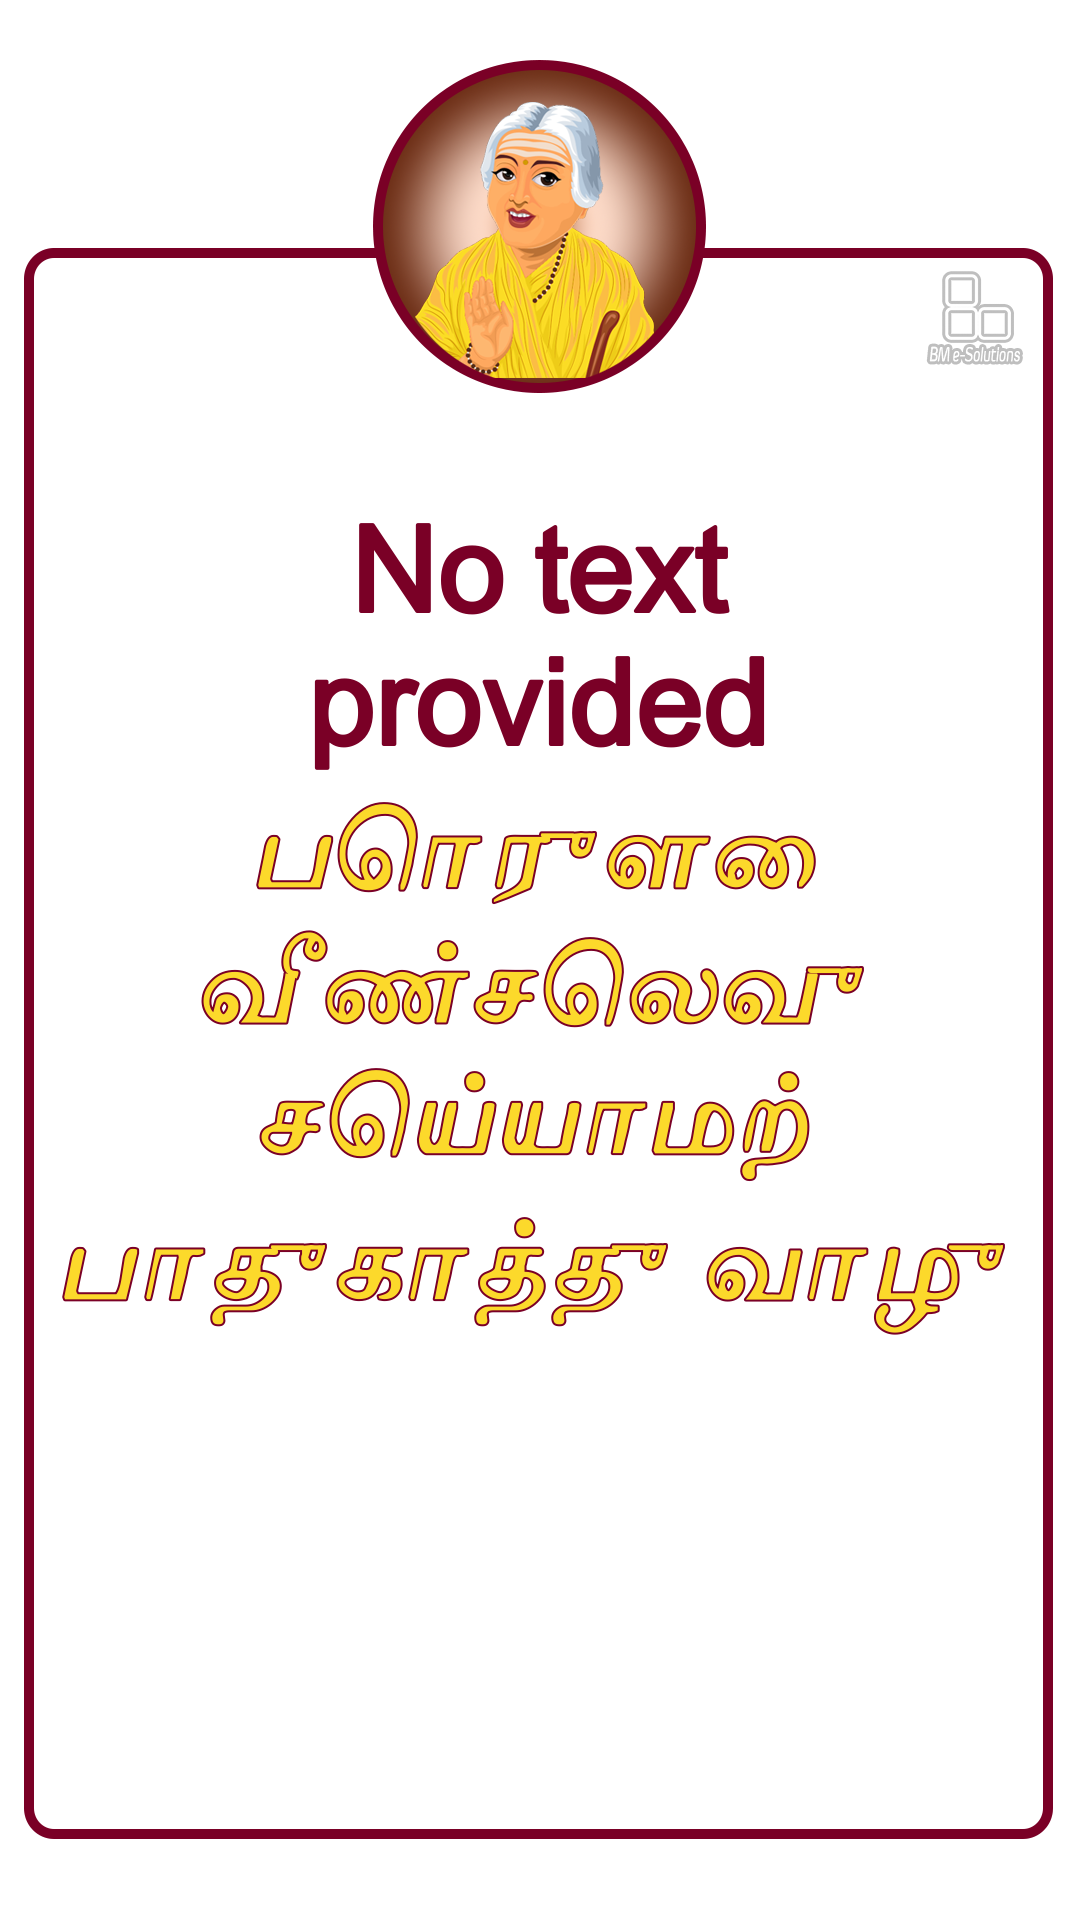 BM e-Solutions
No text
provided
பொருளை
வீண்செலவு
செய்யாமற்
பாதுகாத்து வாழு